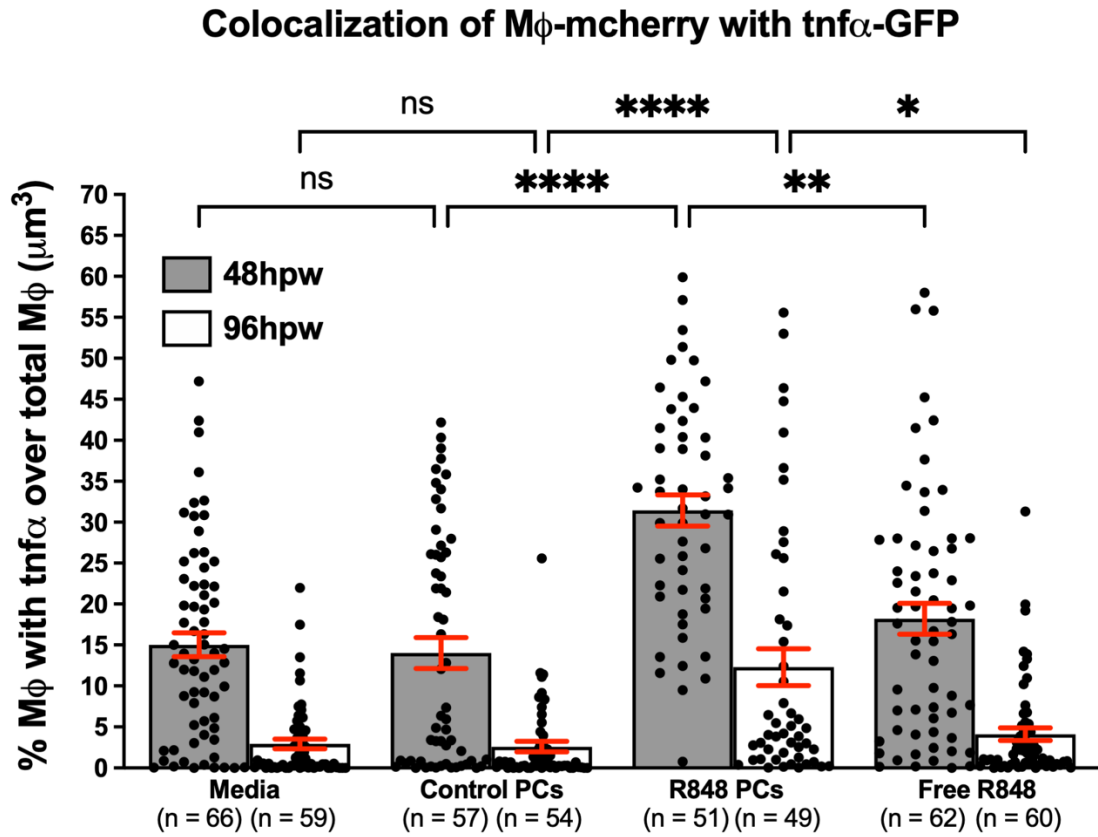 Colocalization of Mϕ-mcherry with tnfα-GFP
ns **** *
ns **** **
% Mϕ with tnfα over total Mϕ (μm³)
70
65
60
55
50
45
40
35
30
25
20
15
10
5
0
48hpw
96hpw
Media Control PCs R848 PCs Free R848
(n = 66) (n = 59) (n = 57) (n = 54) (n = 51) (n = 49) (n = 62) (n = 60)